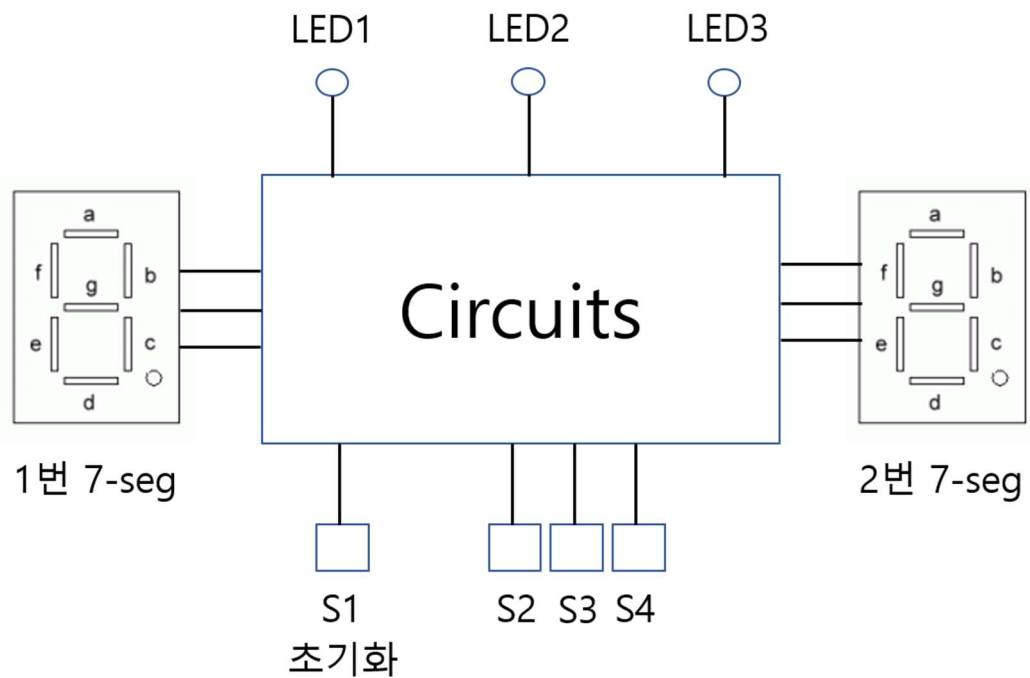 LED1 LED2 LED3
a
f b
g
e c
d
1번 7-seg
Circuits
a
f b
g
e c
d
2번 7-seg
S1 S2 S3 S4
초기화